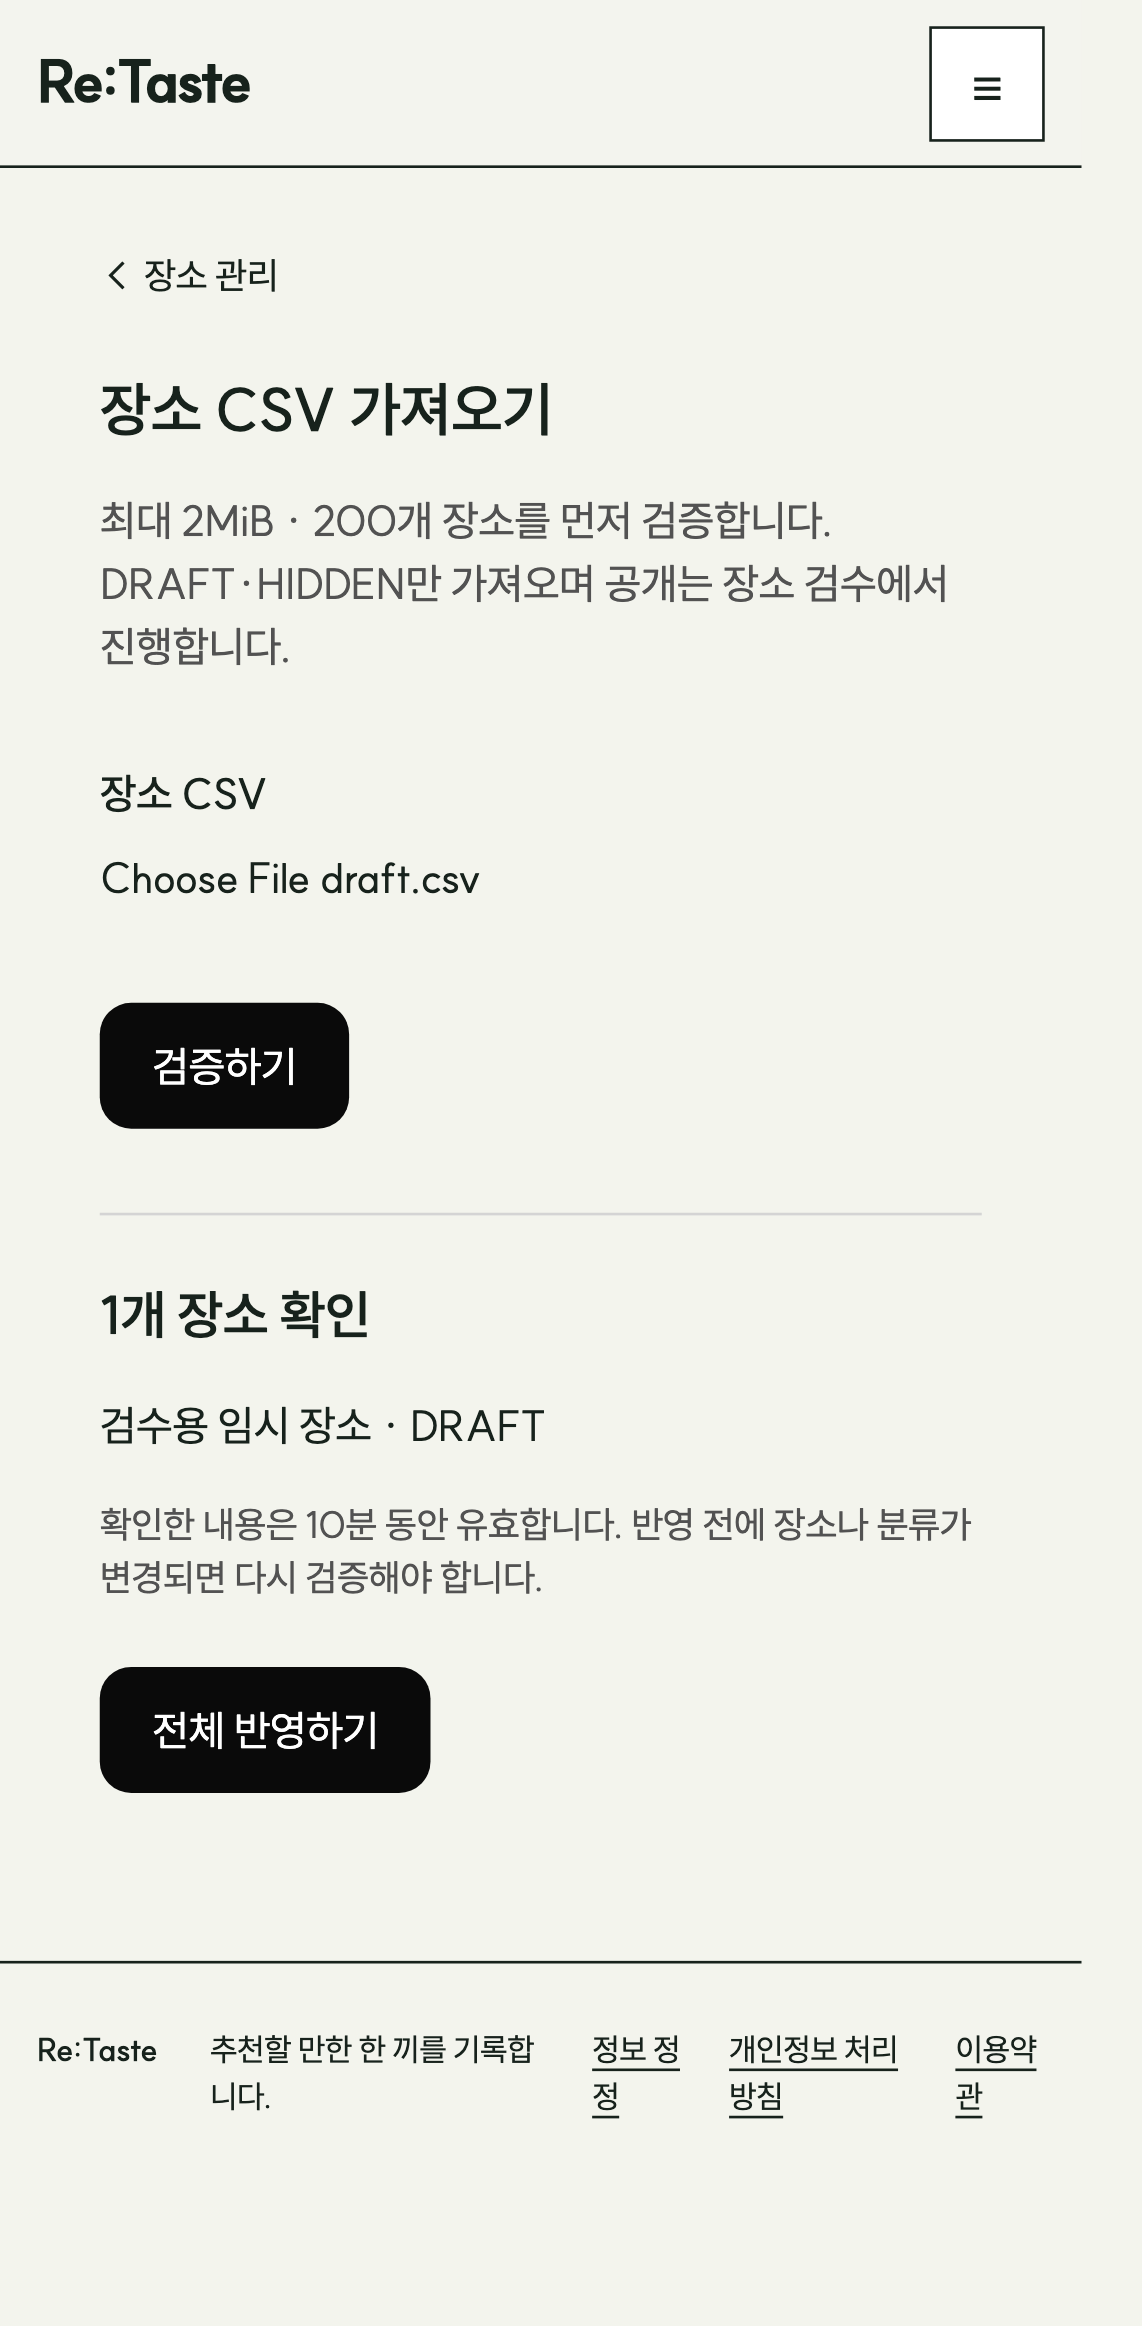 Re:Taste
장소 관리
장소 CSV 가져오기
최대 2MiB · 200개 장소를 먼저 검증합니다.
DRAFT·HIDDEN만 가져오며 공개는 장소 검수에서
진행합니다.
장소 CSV
Choose File draft.csv
검증하기
1개 장소 확인
검수용 임시 장소 · DRAFT
확인한 내용은 10분 동안 유효합니다. 반영 전에 장소나 분류가
변경되면 다시 검증해야 합니다.
전체 반영하기
Re:Taste 추천할 만한 한 끼를 기록합 정보 정 개인정보 처리 이용약
니다. 정 방침 관